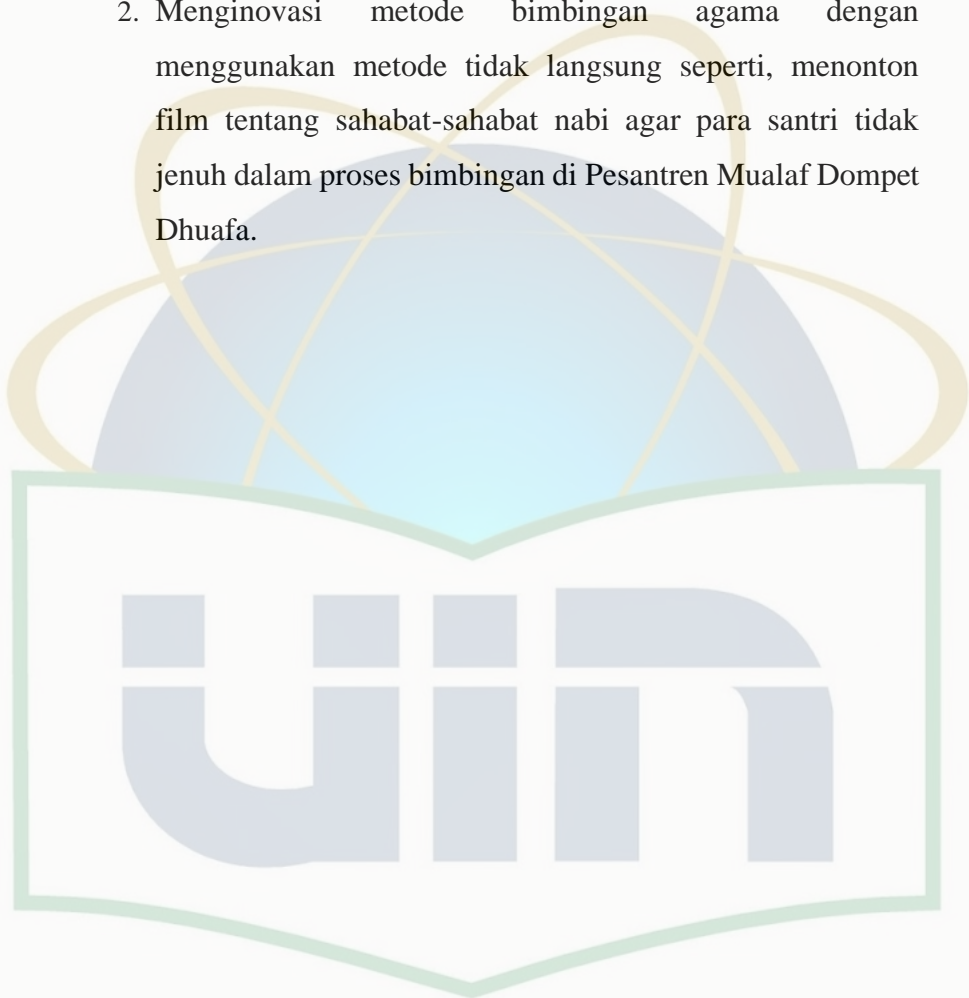 2. Menginovasi metode bimbingan agama dengan
menggunakan metode tidak langsung seperti, menonton
film tentang sahabat-sahabat nabi agar para santri tidak
jenuh dalam proses bimbingan di Pesantren Mualaf Dompet
Dhuafa.
uin